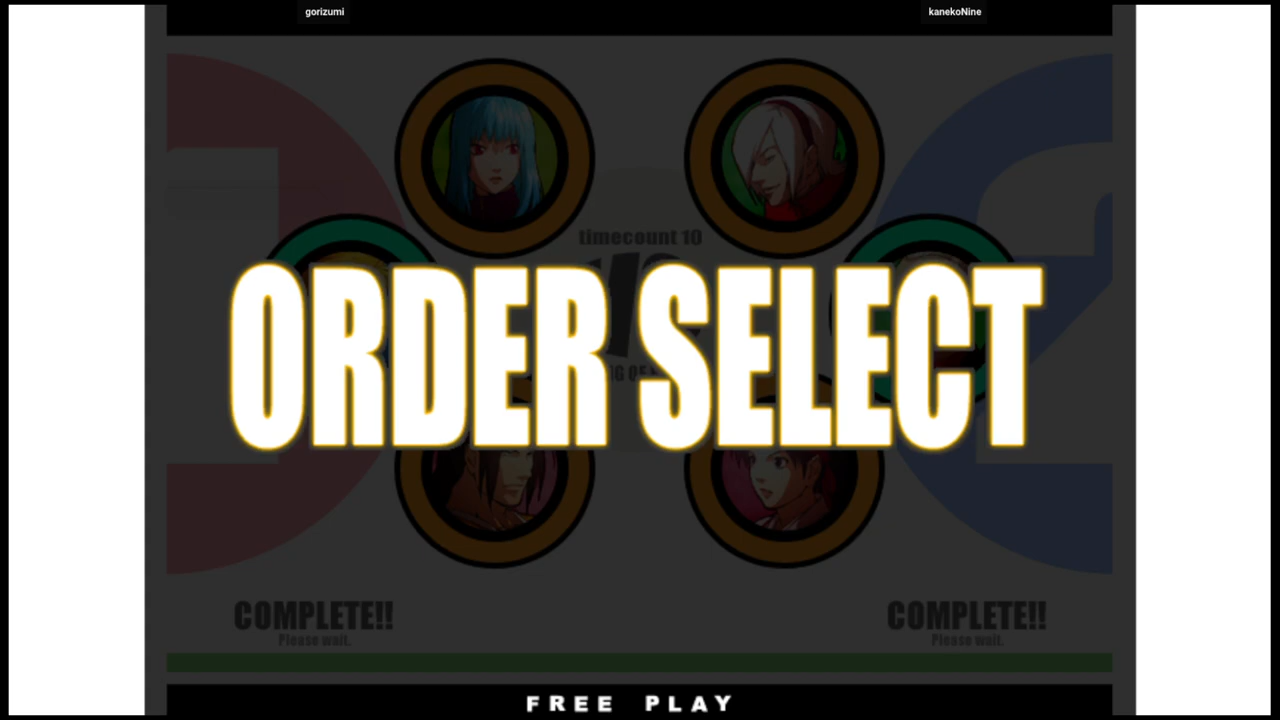 gorizumi
kanekoNine
timecount 10
ORDER SELECT
COMPLETE!!
Please wait.
COMPLETE!!
Please wait.
FREE PLAY